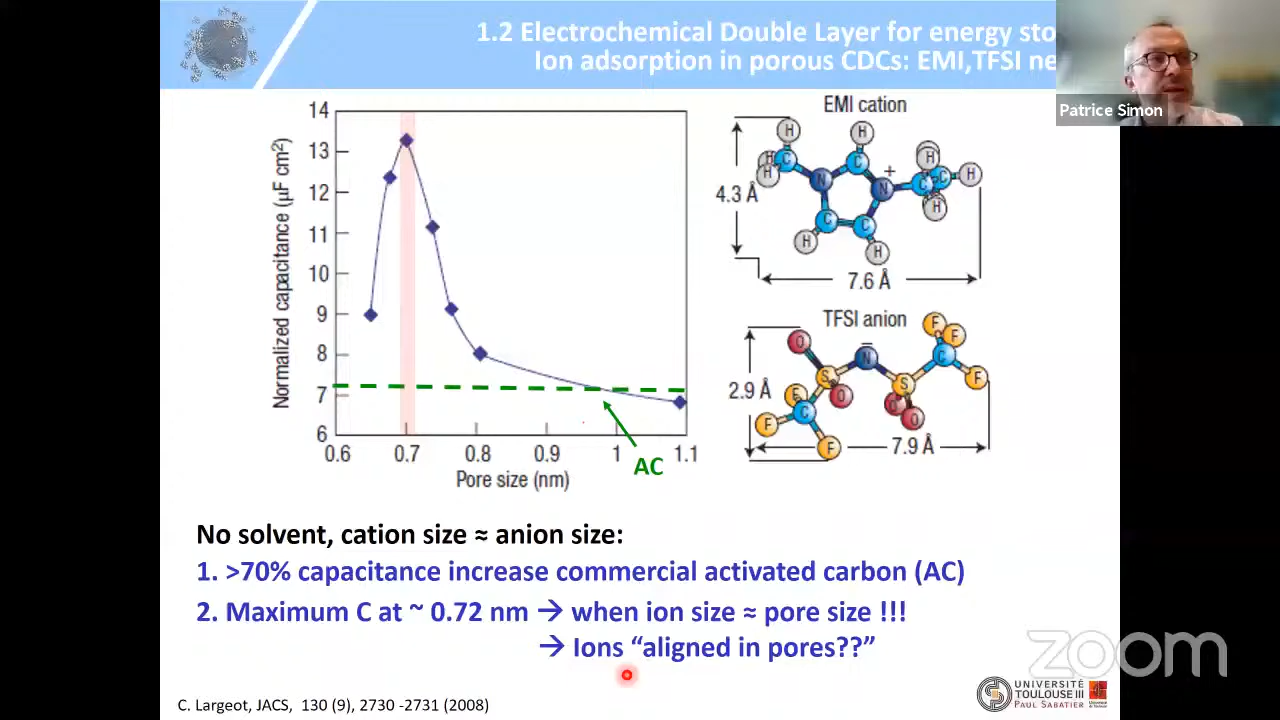 1.2 Electrochemical Double Layer for energy sto
Ion adsorption in porous CDCs: EMI,TFSI ne
Patrice Simon
14
13
12
11
10
9
8
7
6
Normalized capacitance (µF cm2)
0.6
0.7
0.8
0.9
1
1.1
Pore size (nm)
AC
EMI cation
H
H
H
H
C
C
N
+
N
C
C
H
H
C
C
H
H
H
4.3 Å
7.6 Å
TFSI anion
O
N
–
F
F
C
S
S
F
F
O
O
O
C
F
F
2.9 Å
7.9 Å
No solvent, cation size ≈ anion size:
1. >70% capacitance increase commercial activated carbon (AC)
2. Maximum C at ~ 0.72 nm → when ion size ≈ pore size !!!
→ Ions “aligned in pores??”
zoom
UNIVERSITÉ
TOULOUSE III
PAUL SABATIER
C. Largeot, JACS, 130 (9), 2730 -2731 (2008)